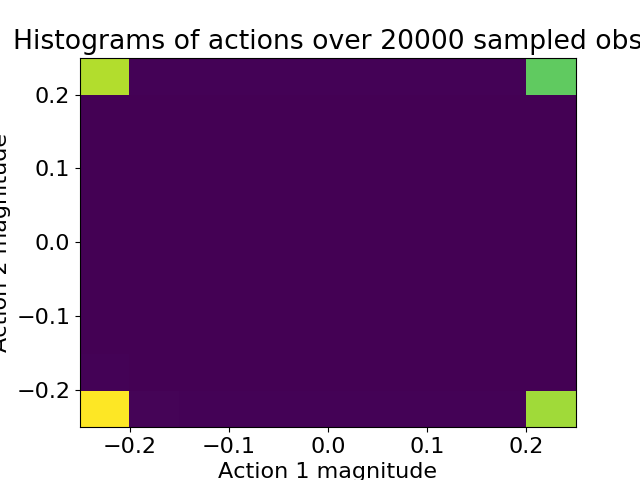 Histograms of actions over 20000 sampled obs
0.2
0.1
0.0
−0.1
−0.2
Action 2 magnitude
−0.2 −0.1 0.0 0.1 0.2
Action 1 magnitude